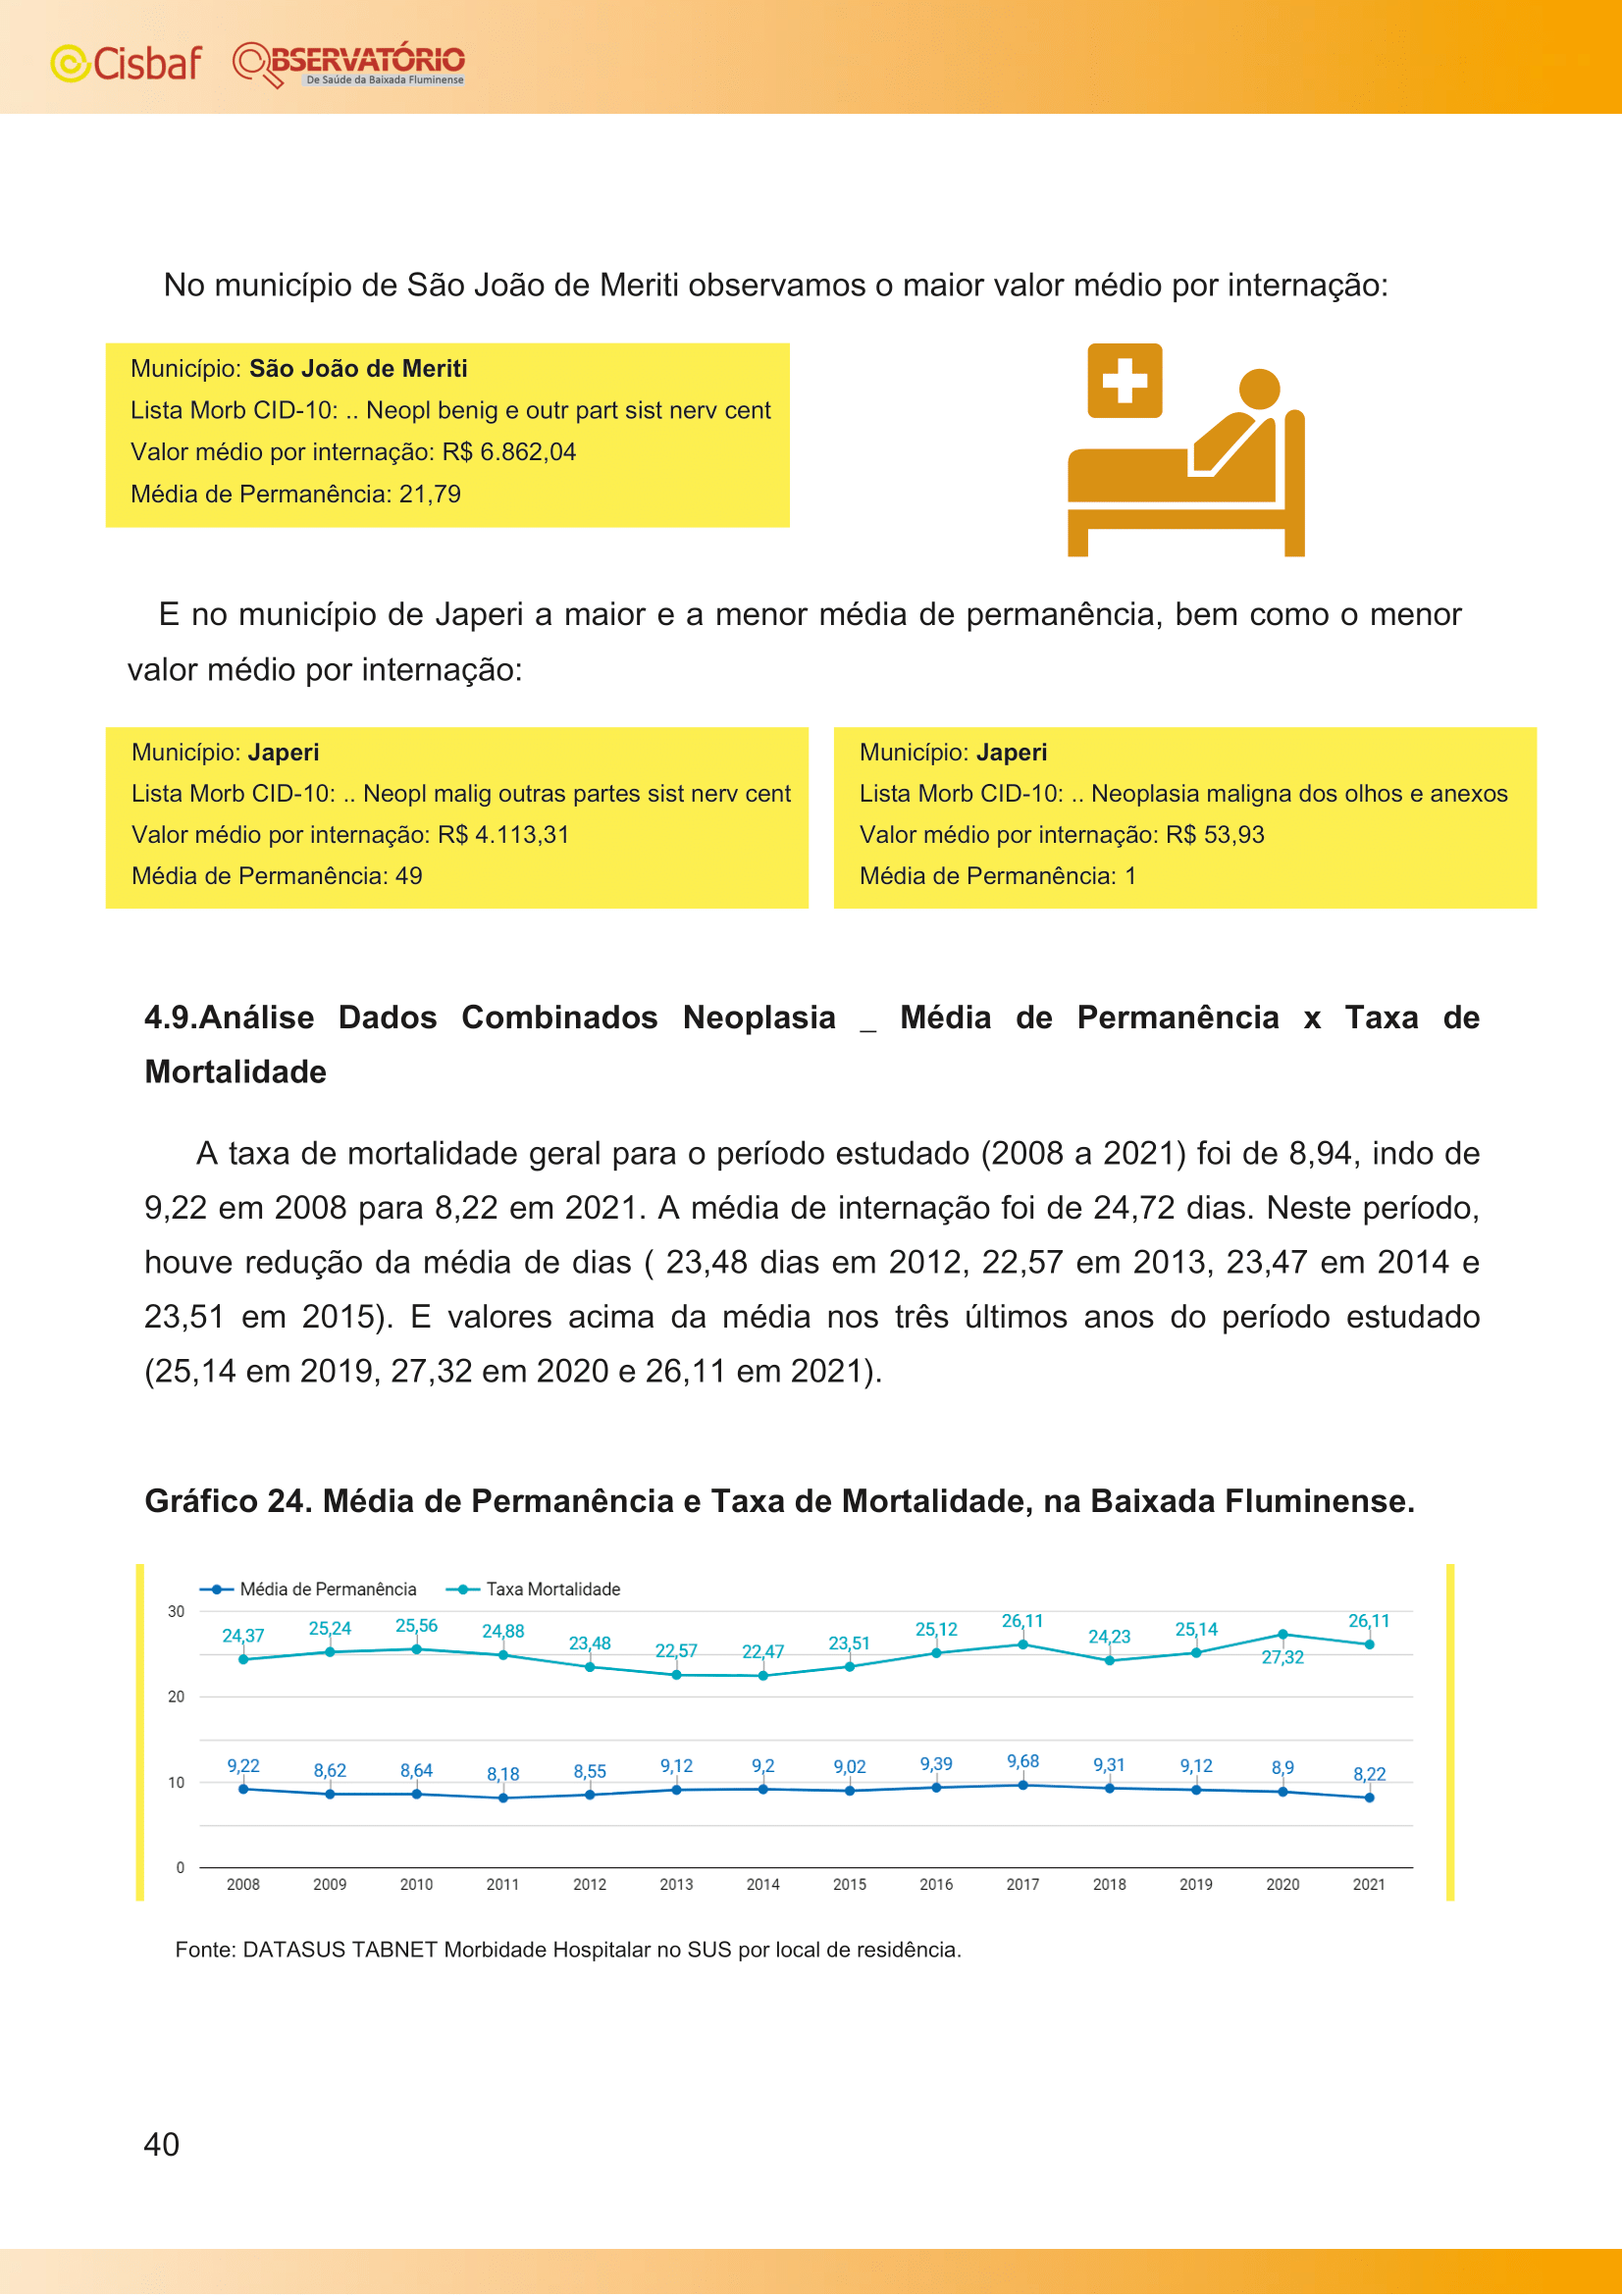 Cisbaf
OBSERVATÓRIO
De Saúde da Baixada Fluminense
No município de São João de Meriti observamos o maior valor médio por internação:
Município: São João de Meriti
Lista Morb CID-10: .. Neopl benig e outr part sist nerv cent
Valor médio por internação: R$ 6.862,04
Média de Permanência: 21,79
E no município de Japeri a maior e a menor média de permanência, bem como o menor
valor médio por internação:
Município: Japeri
Lista Morb CID-10: .. Neopl malig outras partes sist nerv cent
Valor médio por internação: R$ 4.113,31
Média de Permanência: 49
Município: Japeri
Lista Morb CID-10: .. Neoplasia maligna dos olhos e anexos
Valor médio por internação: R$ 53,93
Média de Permanência: 1
4.9.Análise Dados Combinados Neoplasia _ Média de Permanência x Taxa de
Mortalidade
A taxa de mortalidade geral para o período estudado (2008 a 2021) foi de 8,94, indo de
9,22 em 2008 para 8,22 em 2021. A média de internação foi de 24,72 dias. Neste período,
houve redução da média de dias ( 23,48 dias em 2012, 22,57 em 2013, 23,47 em 2014 e
23,51 em 2015). E valores acima da média nos três últimos anos do período estudado
(25,14 em 2019, 27,32 em 2020 e 26,11 em 2021).
Gráfico 24. Média de Permanência e Taxa de Mortalidade, na Baixada Fluminense.
Média de Permanência Taxa Mortalidade
30
24,37 25,24 25,56 24,88 23,48 22,57 22,47 23,51 25,12 26,11 24,23 25,14 27,32 26,11
20
9,22 8,62 8,64 8,18 8,55 9,12 9,2 9,02 9,39 9,68 9,31 9,12 8,9 8,22
10
0
2008 2009 2010 2011 2012 2013 2014 2015 2016 2017 2018 2019 2020 2021
Fonte: DATASUS TABNET Morbidade Hospitalar no SUS por local de residência.
40